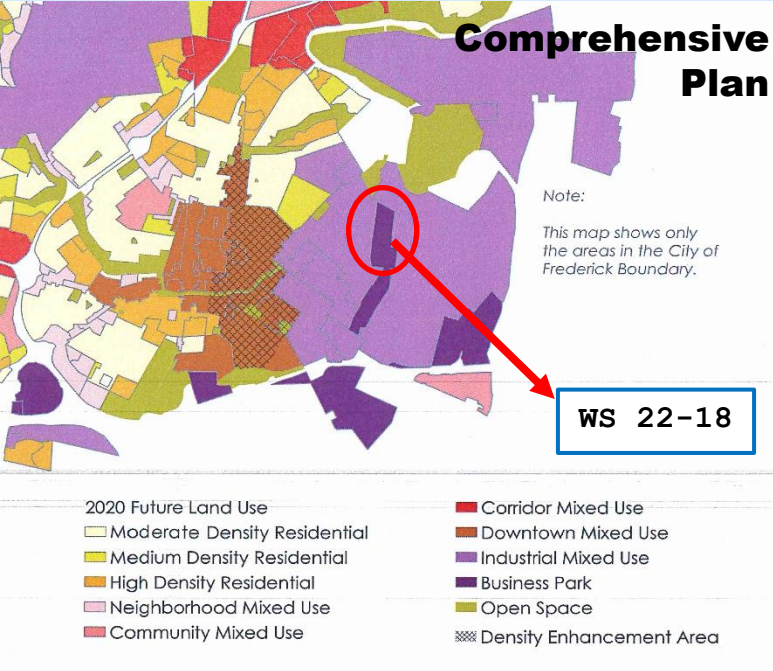 Comprehensive
Plan
Note:
This map shows only
the areas in the City of
Frederick Boundary.
WS 22-18
2020 Future Land Use
Moderate Density Residential
Medium Density Residential
High Density Residential
Neighborhood Mixed Use
Community Mixed Use
Corridor Mixed Use
Downtown Mixed Use
Industrial Mixed Use
Business Park
Open Space
Density Enhancement Area